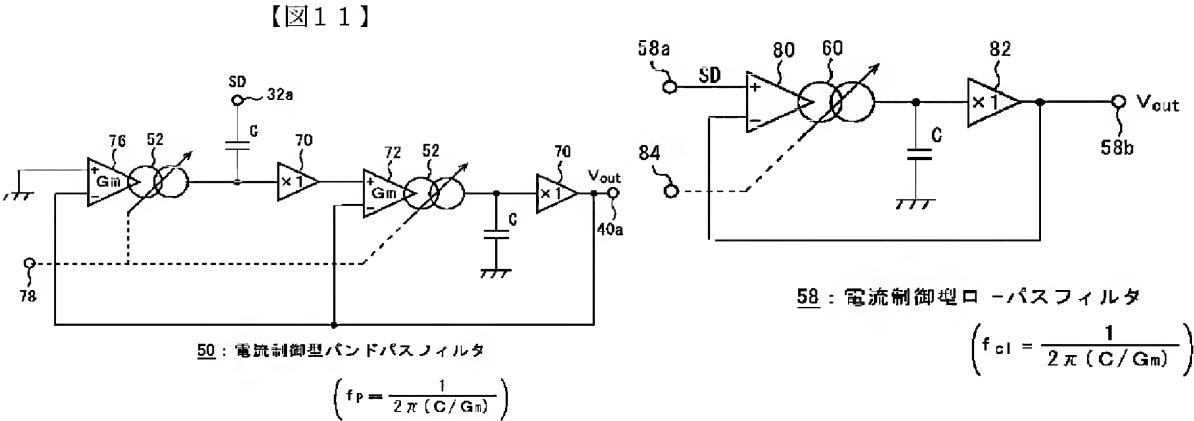 【図11】
SD
32a
C
76
52
70
72
52
70
+
Gm
−
×1
+
Gm
−
C
×1
Vout
40a
78
50:電流制御型バンドパスフィルタ
(fP=1/2π(C/Gm))
58a
SD
80
60
82
+
−
×1
Vout
58b
C
84
58:電流制御型ロ-パスフィルタ
(fcl=1/2π(C/Gm))